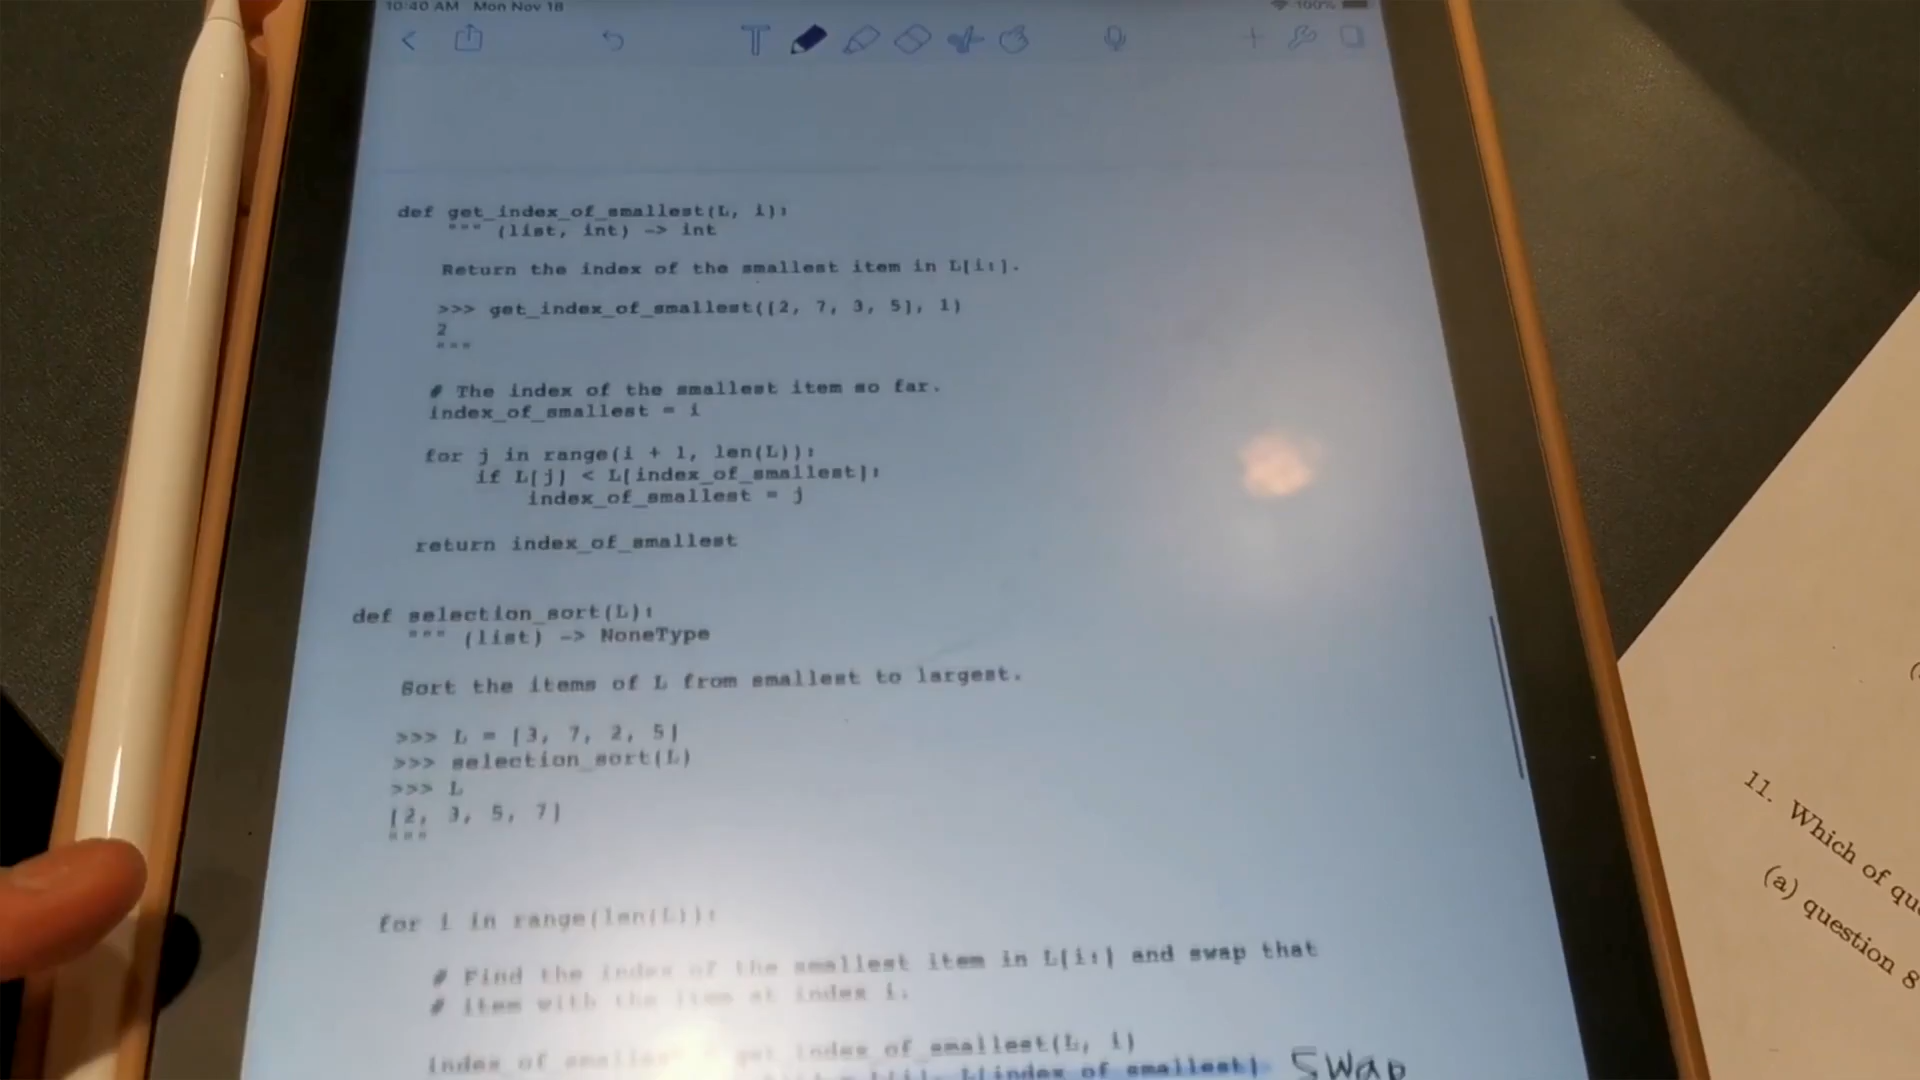 10:40 AM Mon Nov 18
100%
T
def get_index_of_smallest(L, i):
""" (list, int) -> int
Return the index of the smallest item in L[i:].
>>> get_index_of_smallest([2, 7, 3, 5], 1)
2
"""
# The index of the smallest item so far.
index_of_smallest = i
for j in range(i + 1, len(L)):
if L[j] < L[index_of_smallest]:
index_of_smallest = j
return index_of_smallest
def selection_sort(L):
""" (list) -> NoneType
Sort the items of L from smallest to largest.
>>> L = [3, 7, 2, 5]
>>> selection_sort(L)
>>> L
[2, 3, 5, 7]
"""
for i in range(len(L)):
# Find the index of the smallest item in L[i:] and swap that
# item with the item at index i.
index_of_smallest = get_index_of_smallest(L, i)
L[index_of_smallest] swap
11. Which of
(a) question 8